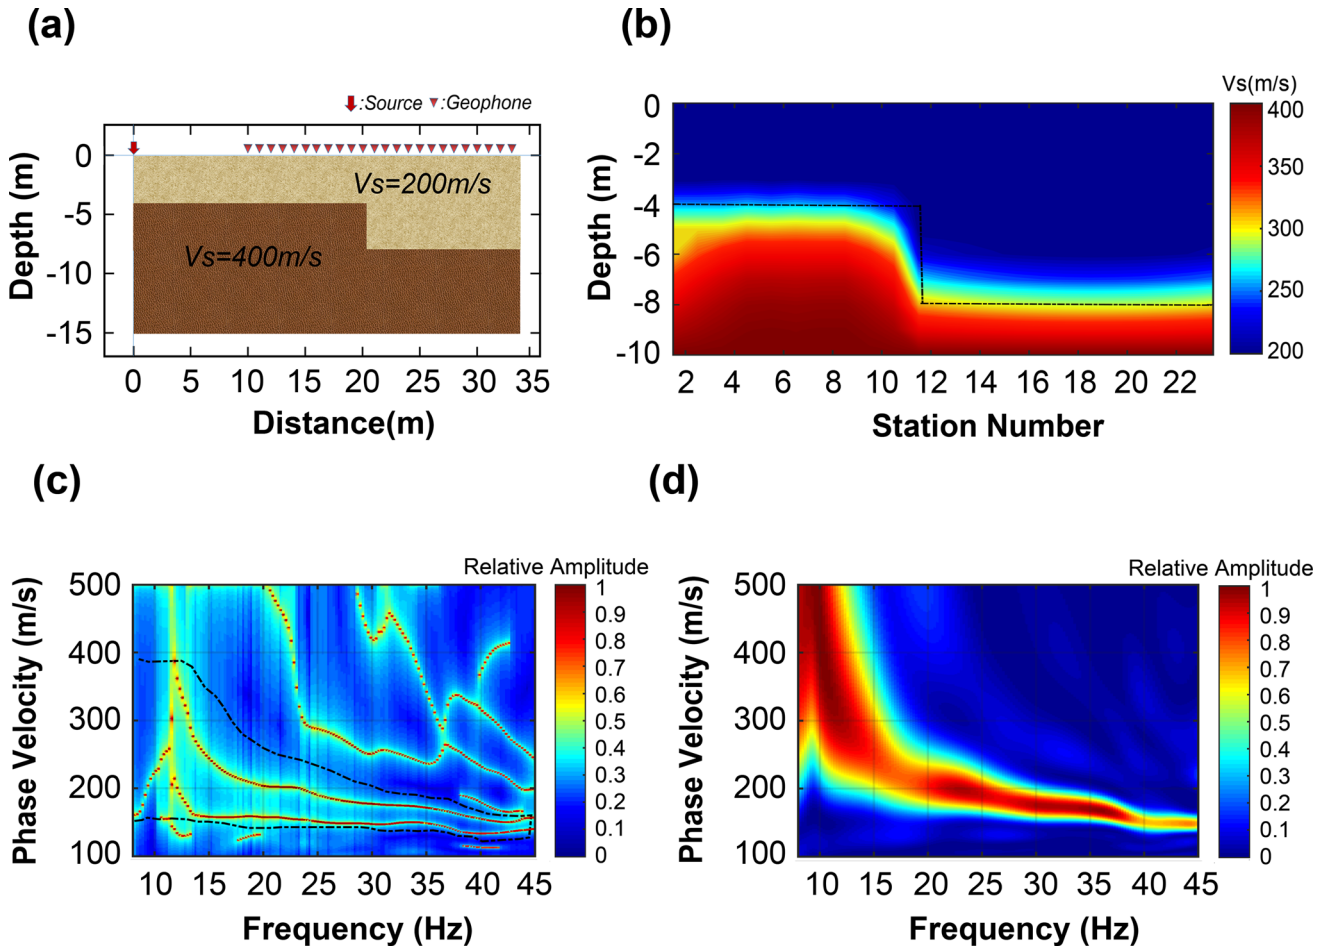 (a)
:Source :Geophone
0
-5
-10
-15
Depth (m)
Vs=200m/s
Vs=400m/s
0 5 10 15 20 25 30 35
Distance(m)
(b)
Vs(m/s)
0
-2
-4
-6
-8
-10
Depth (m)
2 4 6 8 10 12 14 16 18 20 22
Station Number
400
350
300
250
200
(c)
Relative Amplitude
500
400
300
200
100
Phase Velocity (m/s)
10 15 20 25 30 35 40 45
Frequency (Hz)
1
0.9
0.8
0.7
0.6
0.5
0.4
0.3
0.2
0.1
0
(d)
Relative Amplitude
500
400
300
200
100
Phase Velocity (m/s)
10 15 20 25 30 35 40 45
Frequency (Hz)
1
0.9
0.8
0.7
0.6
0.5
0.4
0.3
0.2
0.1
0